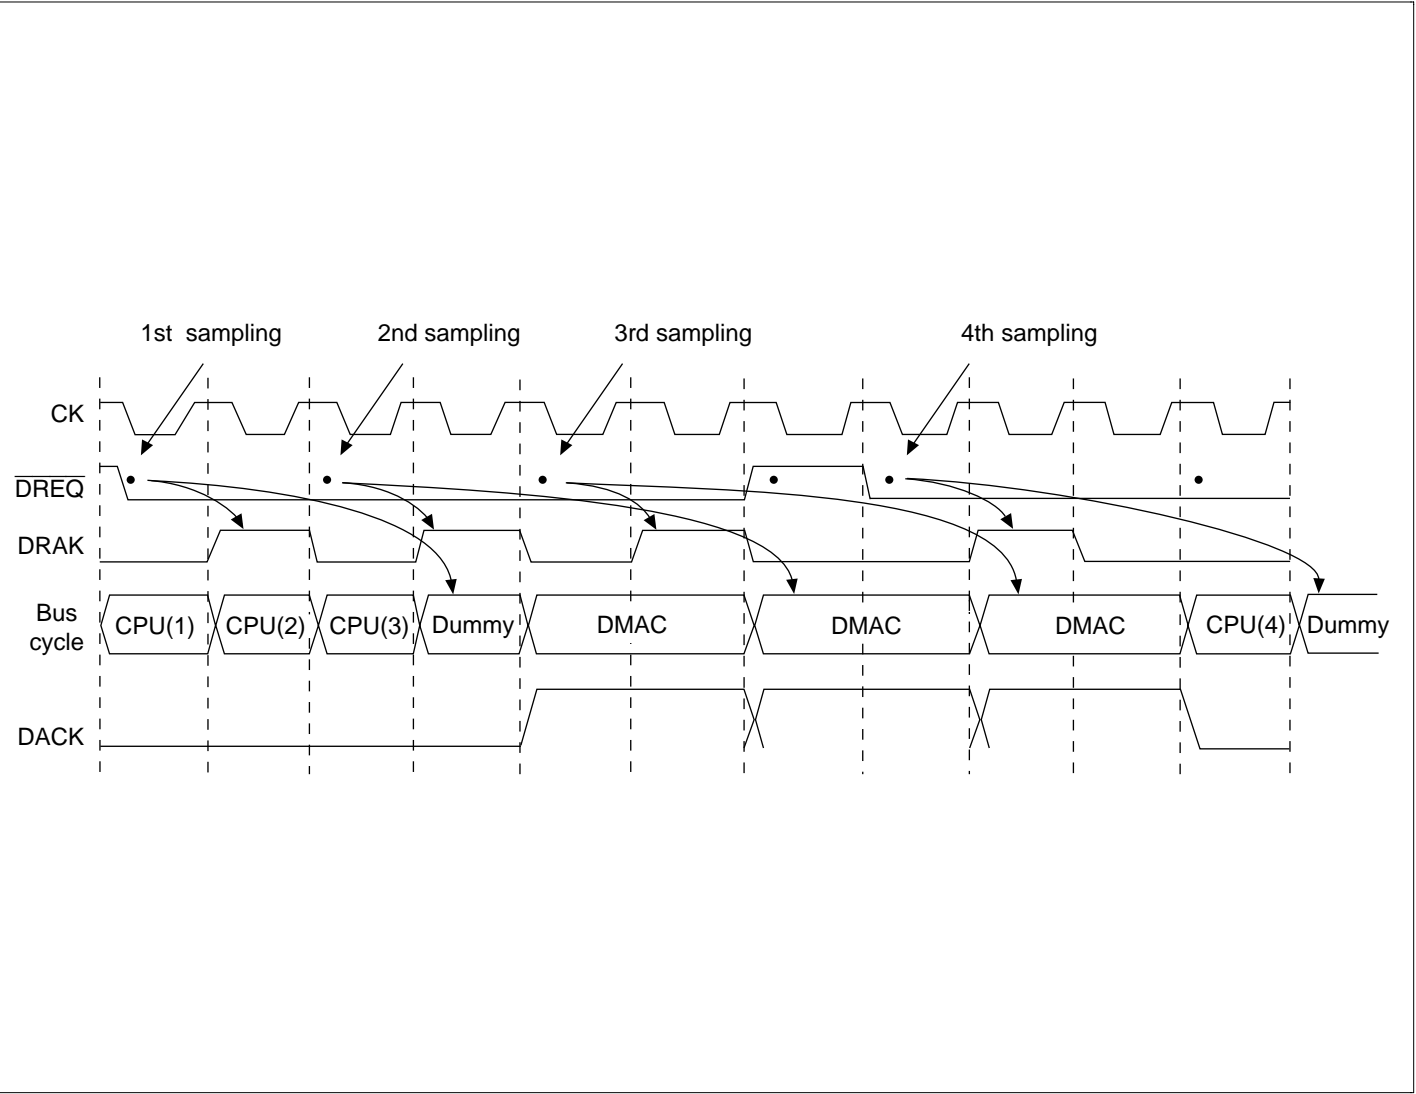 1st sampling
2nd sampling
3rd sampling
4th sampling
CK
DREQ
DRAK
Bus cycle
CPU(1)
CPU(2)
CPU(3)
Dummy
DMAC
DMAC
DMAC
CPU(4)
Dummy
DACK